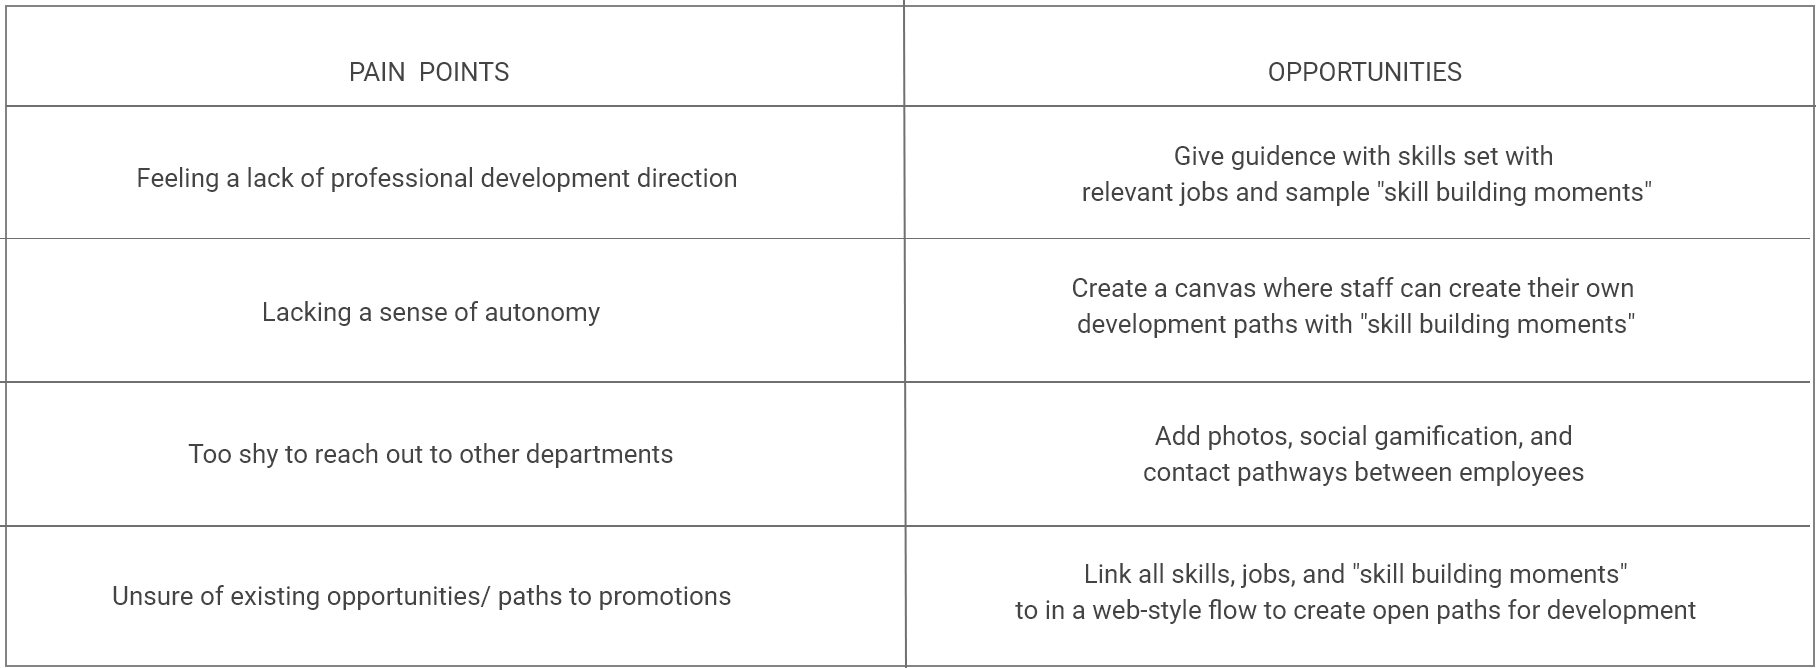 PAIN  POINTS
OPPORTUNITIES
Feeling a lack of professional development direction
Give guidence with skills set with
relevant jobs and sample "skill building moments"
Lacking a sense of autonomy
Create a canvas where staff can create their own
development paths with "skill building moments"
Too shy to reach out to other departments
Add photos, social gamification, and
contact pathways between employees
Unsure of existing opportunities/ paths to promotions
Link all skills, jobs, and "skill building moments"
to in a web-style flow to create open paths for development